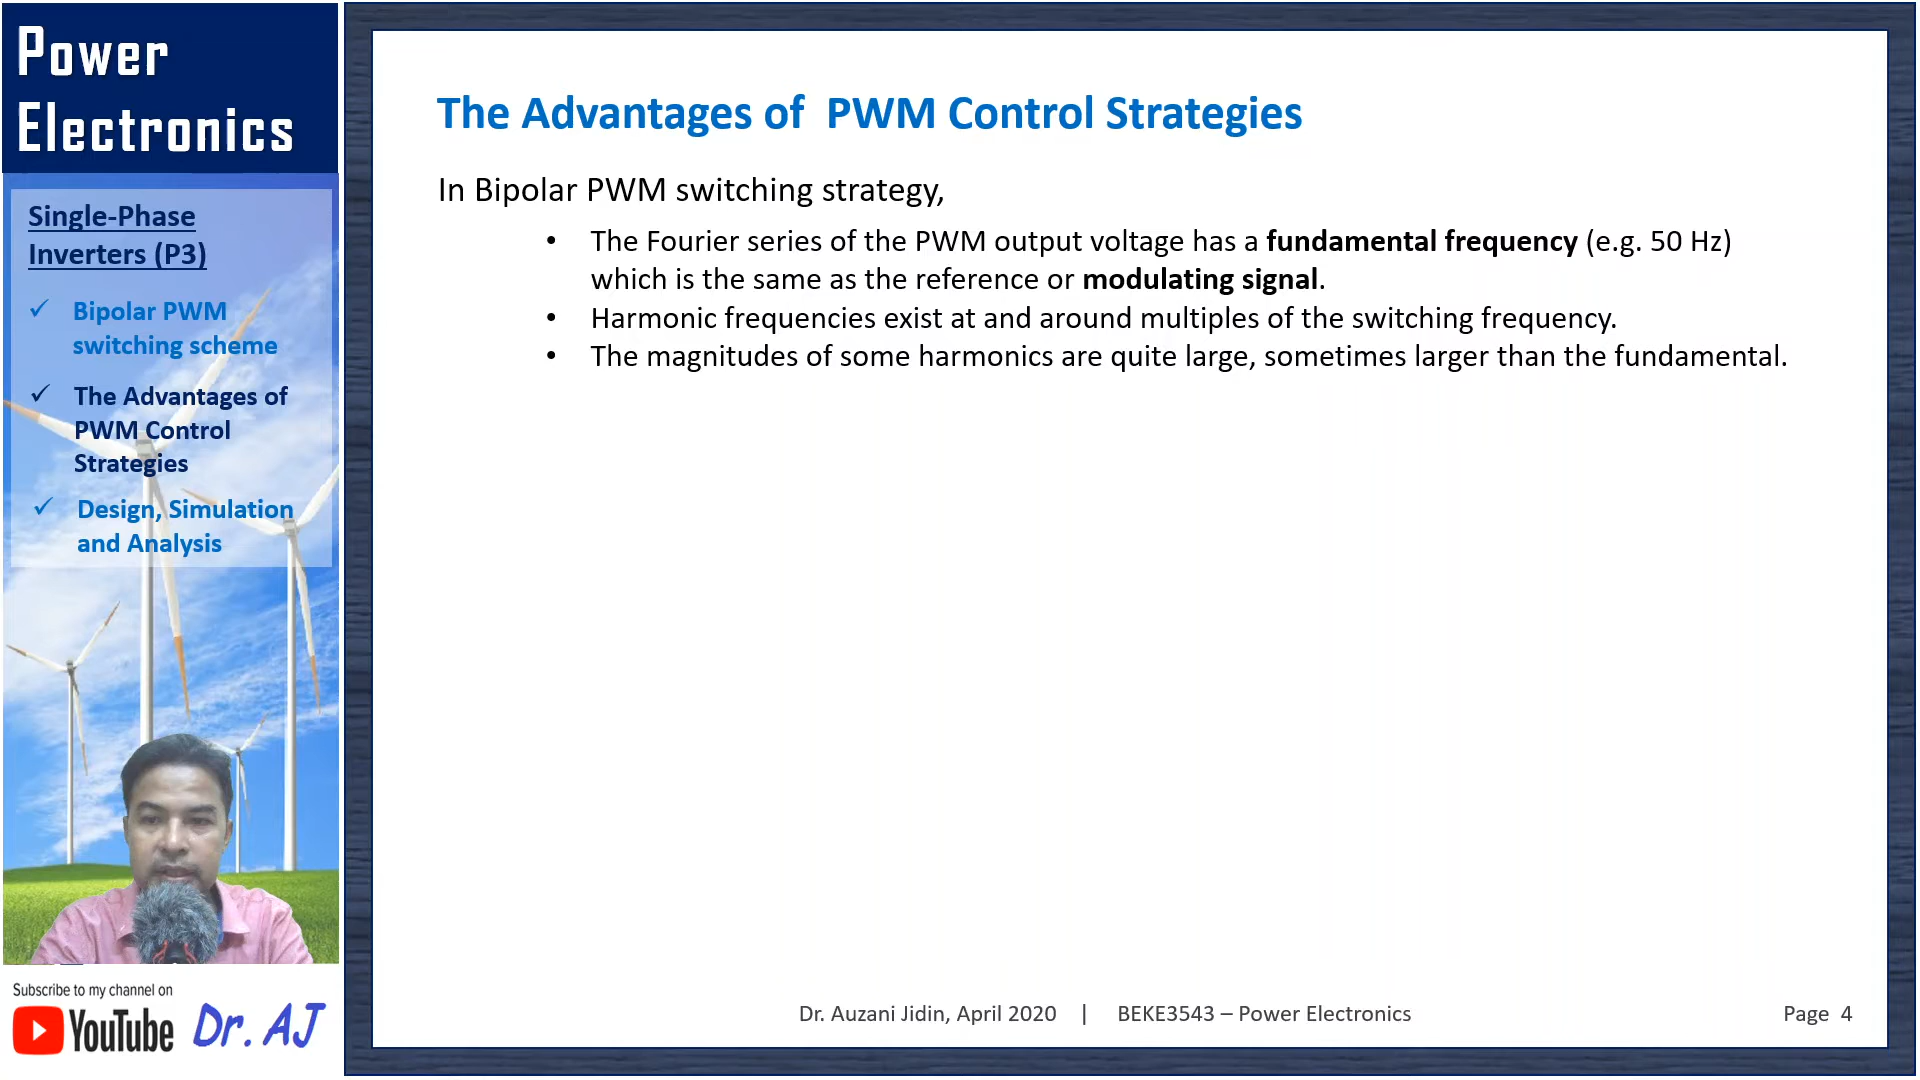 Power
Electronics
Single-Phase
Inverters (P3)
✓ Bipolar PWM
switching scheme
✓ The Advantages of
PWM Control
Strategies
✓ Design, Simulation
and Analysis
Subscribe to my channel on
YouTube Dr. AJ
The Advantages of PWM Control Strategies
In Bipolar PWM switching strategy,
• The Fourier series of the PWM output voltage has a fundamental frequency (e.g. 50 Hz)
which is the same as the reference or modulating signal.
• Harmonic frequencies exist at and around multiples of the switching frequency.
• The magnitudes of some harmonics are quite large, sometimes larger than the fundamental.
Dr. Auzani Jidin, April 2020 | BEKE3543 – Power Electronics Page 4